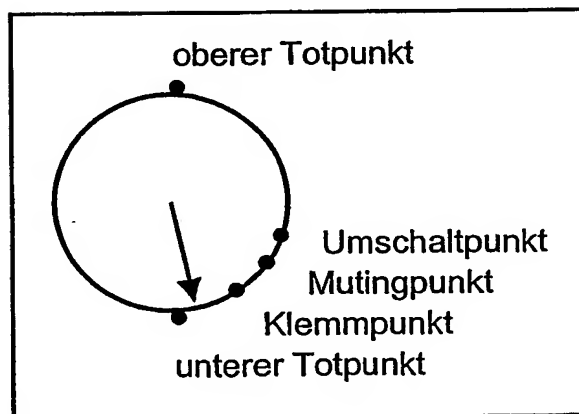 oberer Totpunkt
Umschaltpunkt
Mutingpunkt
Klemmpunkt
unterer Totpunkt